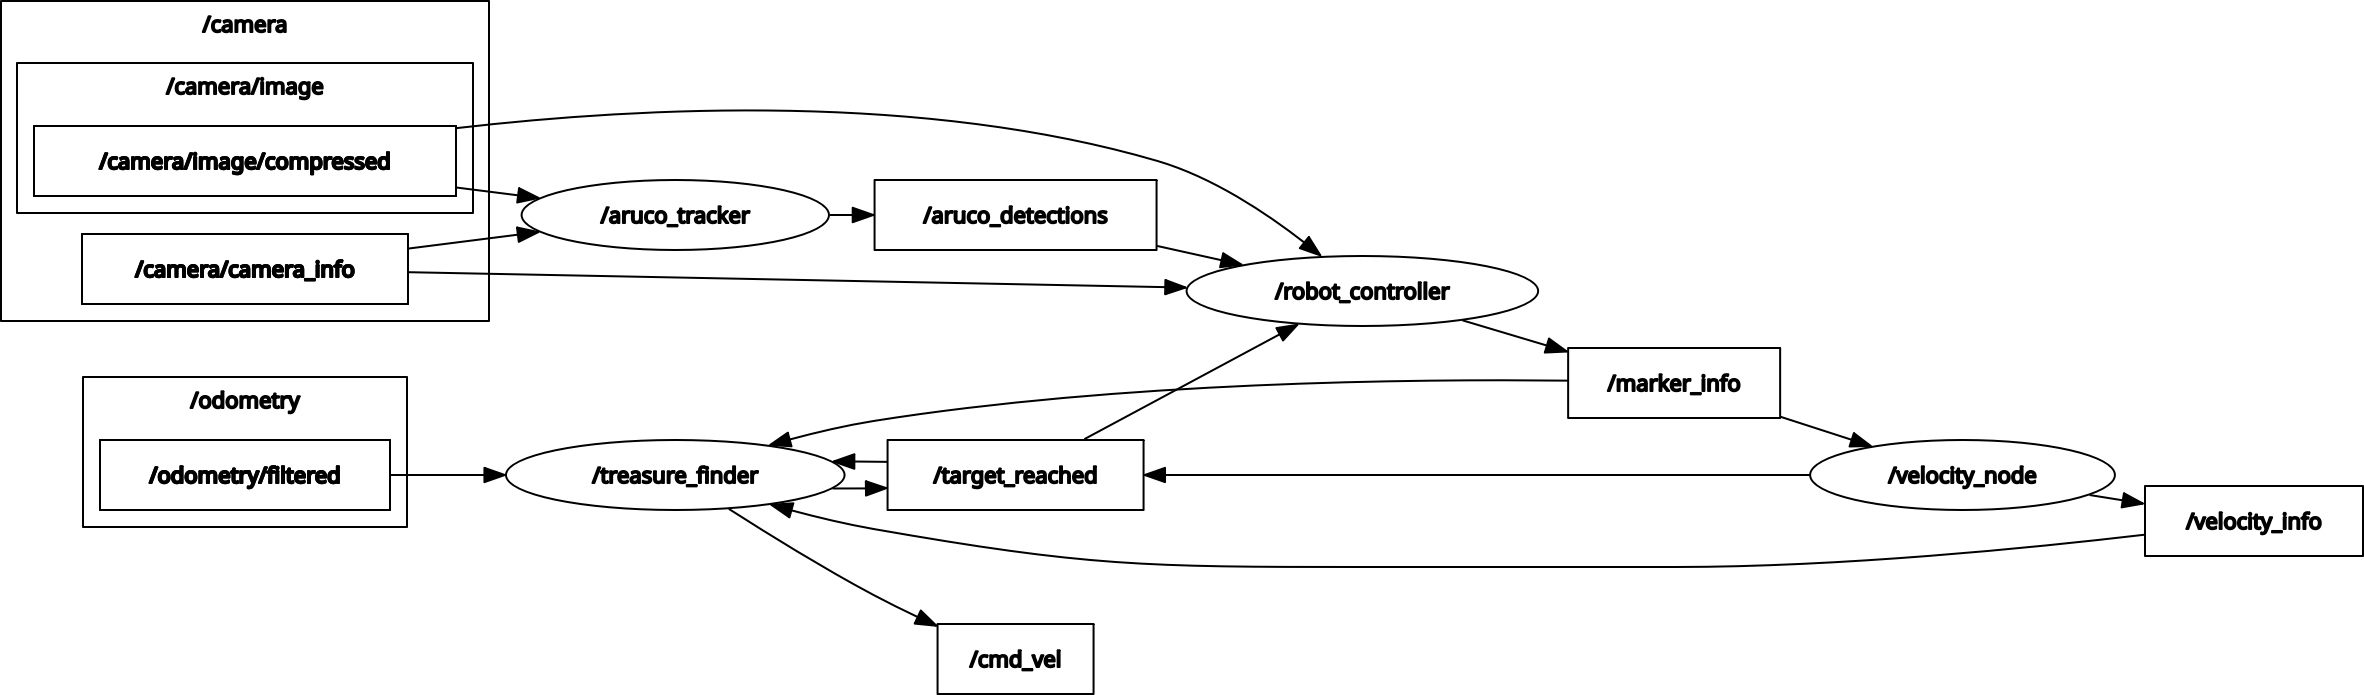 /camera
/camera/image
/camera/image/compressed
/camera/camera_info
/aruco_tracker
/aruco_detections
/robot_controller
/marker_info
/odometry
/odometry/filtered
/treasure_finder
/target_reached
/velocity_node
/velocity_info
/cmd_vel